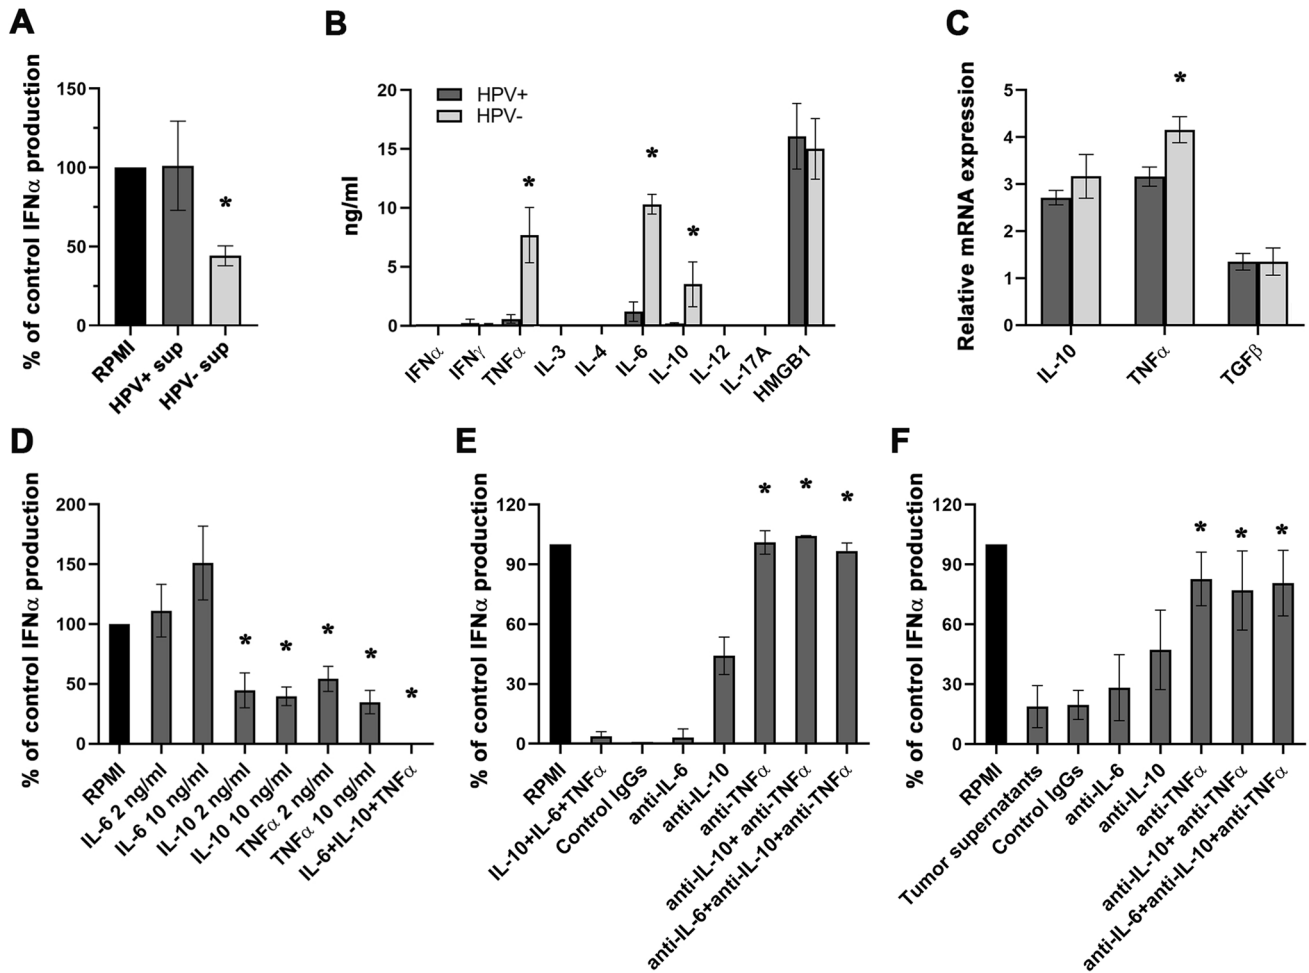 A
% of control IFNα production
150
100
50
0
RPMI
HPV+ sup
HPV- sup
*
B
ng/ml
20
15
10
5
0
HPV+
HPV-
*
*
*
IFNα
IFNγ
TNFα
IL-3
IL-4
IL-6
IL-10
IL-12
IL-17A
HMGB1
C
Relative mRNA expression
5
4
3
2
1
0
*
IL-10
TNFα
TGFβ
D
% of control IFNα production
200
150
100
50
0
* * * * *
RPMI
IL-6 2 ng/ml
IL-6 10 ng/ml
IL-10 2 ng/ml
IL-10 10 ng/ml
TNFα 2 ng/ml
TNFα 10 ng/ml
IL-6+IL-10+TNFα
E
% of control IFNα production
120
90
60
30
0
* * *
RPMI
IL-10+IL-6+TNFα
Control IgGs
anti-IL-6
anti-IL-10
anti-TNFα
anti-IL-10+ anti-TNFα
anti-IL-6+anti-IL-10+anti-TNFα
F
% of control IFNα production
120
90
60
30
0
* * *
RPMI
Tumor supernatants
Control IgGs
anti-IL-6
anti-IL-10
anti-TNFα
anti-IL-10+ anti-TNFα
anti-IL-6+anti-IL-10+anti-TNFα